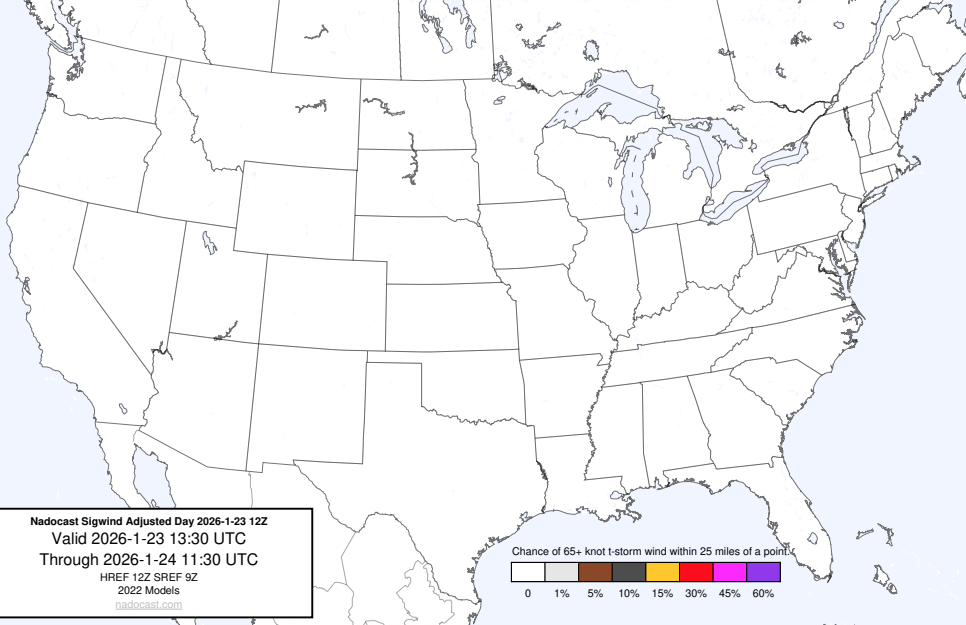 Nadocast Sigwind Adjusted Day 2026-1-23 12Z
Valid 2026-1-23 13:30 UTC
Through 2026-1-24 11:30 UTC
HREF 12Z SREF 9Z
2022 Models
nadocast.com
Chance of 65+ knot t-storm wind within 25 miles of a point.
0 1% 5% 10% 15% 30% 45% 60%